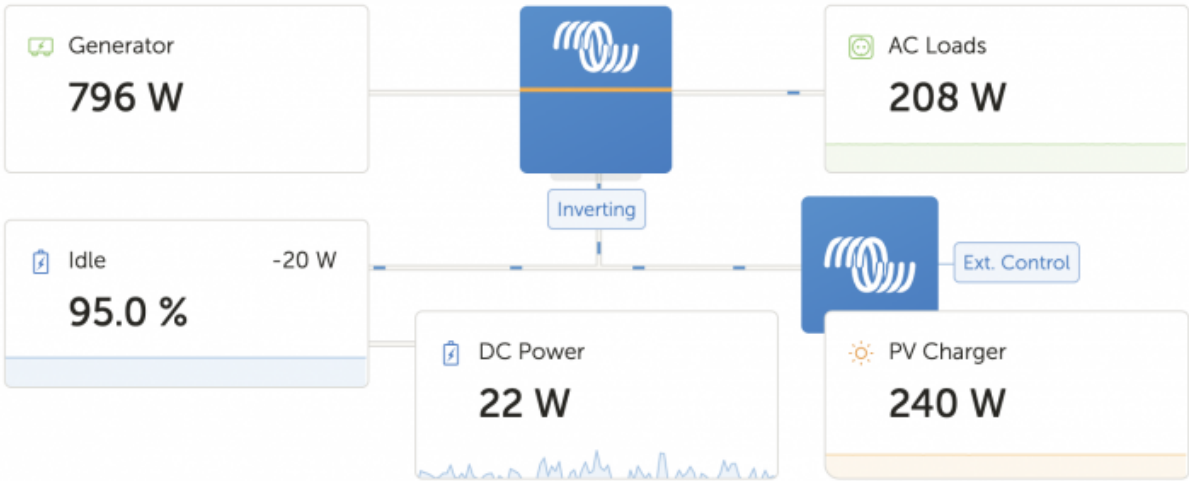 Generator
796 W
AC Loads
208 W
Inverting
Idle
-20 W
95.0 %
Ext. Control
DC Power
22 W
PV Charger
240 W